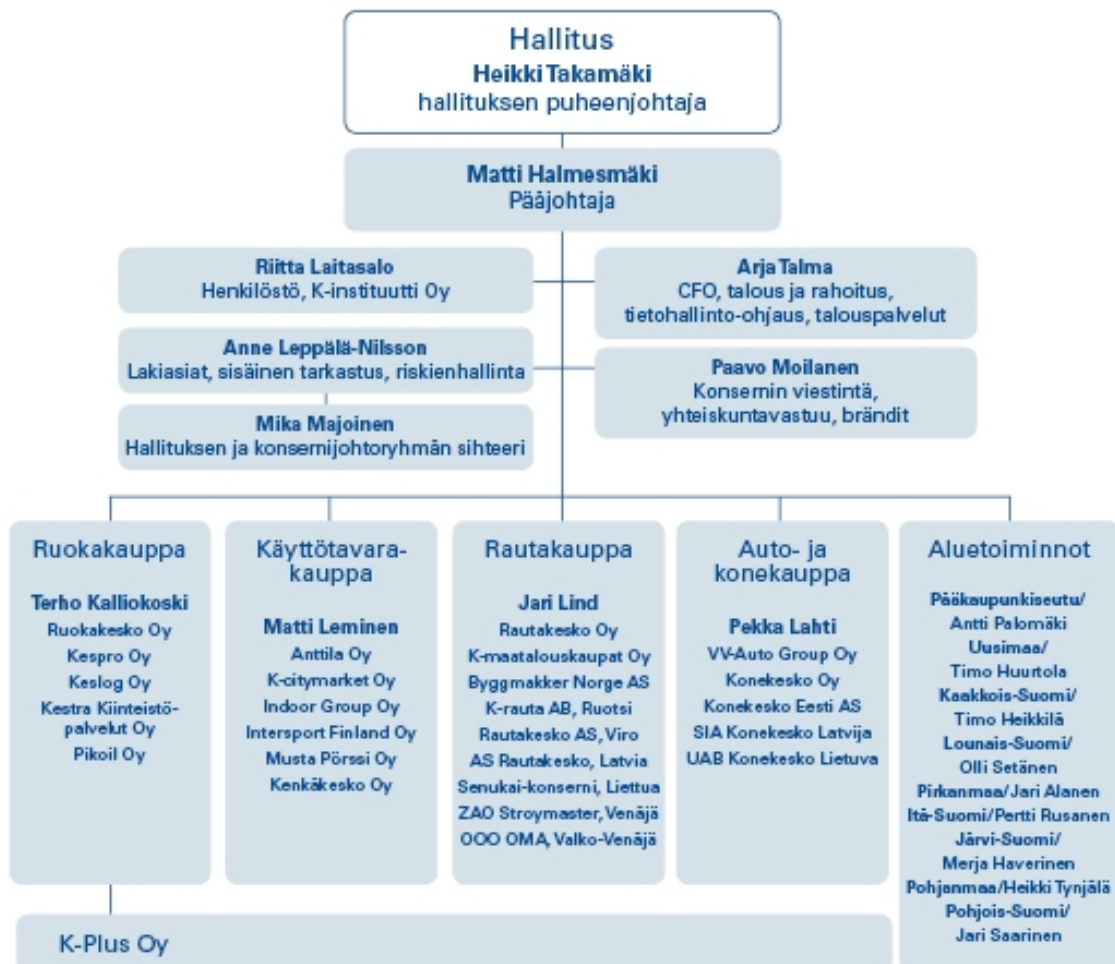 Hallitus
Heikki Takamäki
hallituksen puheenjohtaja
Matti Halmesmäki
Pääjohtaja
Riitta Laitasalo
Henkilöstö, K-instituutti Oy
Arja Talma
CFO, talous ja rahoitus,
tietohallinto-ohjaus, talouspalvelut
Anne Leppälä-Nilsson
Lakiasiat, sisäinen tarkastus, riskienhallinta
Paavo Moilanen
Konsernin viestintä,
yhteiskuntavastuu, brändit
Mika Majoinen
Hallituksen ja konsernijohtoryhmän sihteeri
Ruokakauppa
Terho Kalliokoski
Ruokakesko Oy
Kespro Oy
Keslog Oy
Kestra Kiinteistö-
palvelut Oy
Pikoil Oy
Käyttötavara-
kauppa
Matti Leminen
Anttila Oy
K-citymarket Oy
Indoor Group Oy
Intersport Finland Oy
Musta Pörssi Oy
Kenkäkesko Oy
Rautakauppa
Jari Lind
Rautakesko Oy
K-maatalouskaupat Oy
Byggmakker Norge AS
K-rauta AB, Ruotsi
Rautakesko AS, Viro
AS Rautakesko, Latvia
Senukai-konserni, Liettua
ZAO Stroymaster, Venäjä
OOO OMA, Valko-Venäjä
Auto- ja
konekauppa
Pekka Lahti
VV-Auto Group Oy
Konekesko Oy
Konekesko Eesti AS
SIA Konekesko Latvija
UAB Konekesko Lietuva
Aluetoiminnot
Pääkaupunkiseutu/
Antti Palomäki
Uusimaa/
Timo Huurtola
Kaakkois-Suomi/
Timo Heikkilä
Lounais-Suomi/
Olli Setänen
Pirkanmaa/Jari Alanen
Itä-Suomi/Pertti Rusanen
Järvi-Suomi/
Merja Haverinen
Pohjanmaa/Heikki Tynjälä
Pohjois-Suomi/
Jari Saarinen
K-Plus Oy